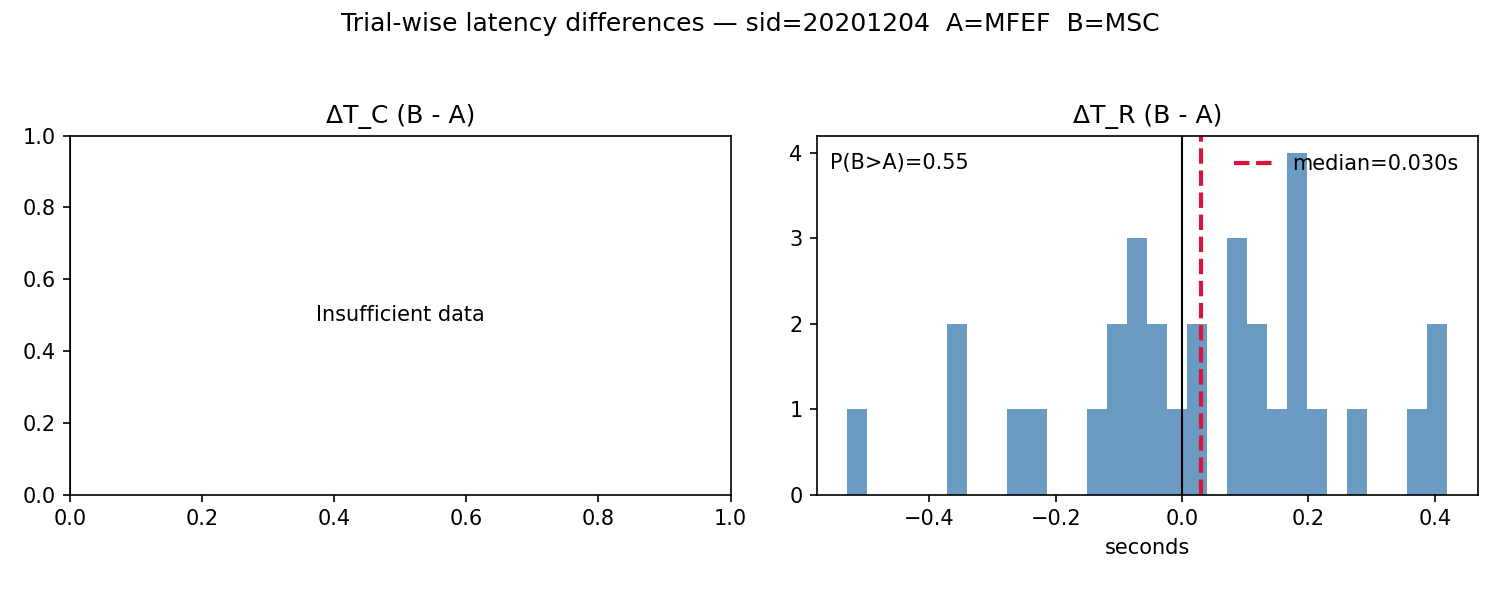 Trial-wise latency differences — sid=20201204  A=MFEF  B=MSC
ΔT_C (B - A)
1.0
0.8
0.6
0.4
0.2
0.0
Insufficient data
0.0 0.2 0.4 0.6 0.8 1.0
ΔT_R (B - A)
4
3
2
1
0
P(B>A)=0.55
median=0.030s
−0.4 −0.2 0.0 0.2 0.4
seconds